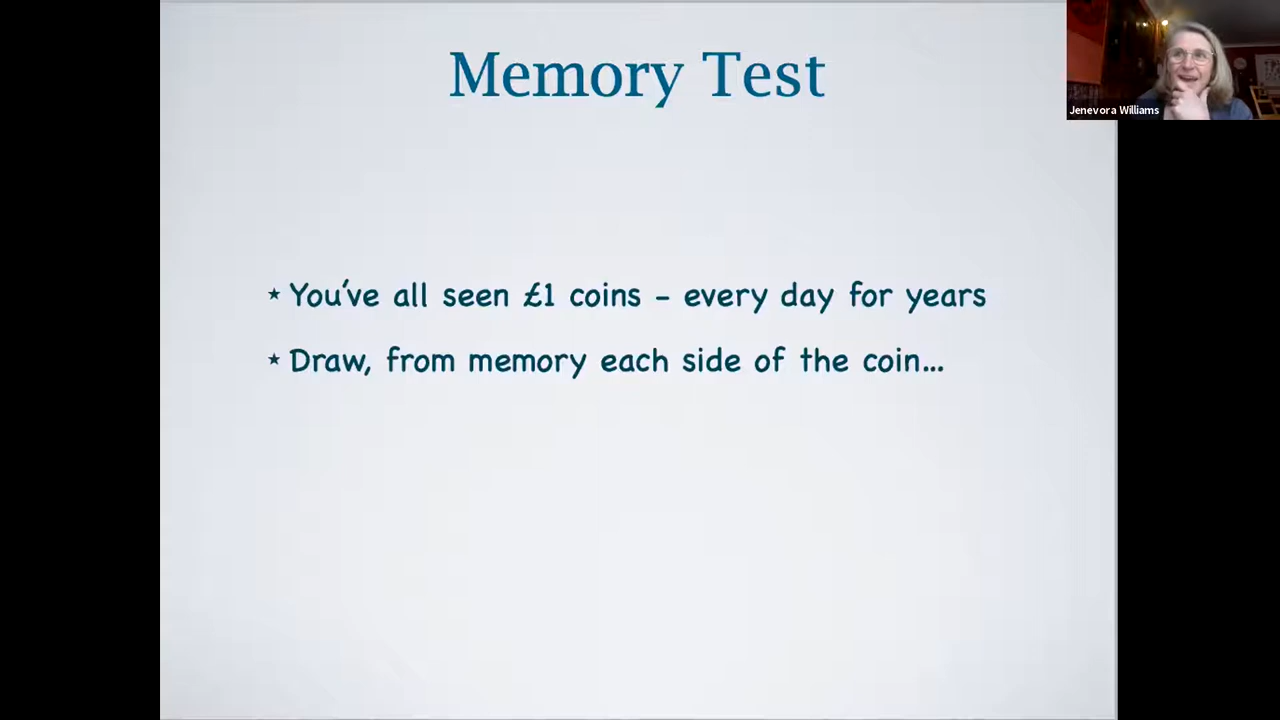 Memory Test
Jenevora Williams
★ You've all seen £1 coins - every day for years
★ Draw, from memory each side of the coin...